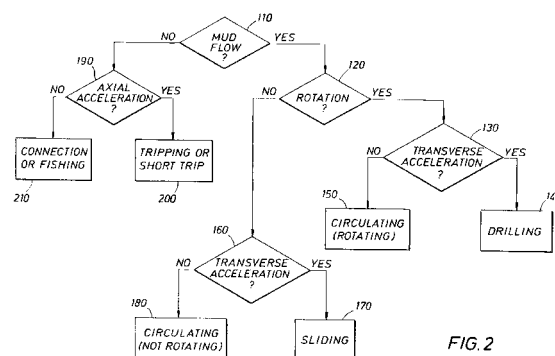 110
NO
MUD
FLOW
?
YES
190
NO
AXIAL
ACCELERATION
?
YES
120
NO
ROTATION
?
YES
CONNECTION
OR FISHING
210
TRIPPING OR
SHORT TRIP
200
130
NO
TRANSVERSE
ACCELERATION
?
YES
150
CIRCULATING
(ROTATING)
14
DRILLING
160
NO
TRANSVERSE
ACCELERATION
?
YES
180
CIRCULATING
(NOT ROTATING)
170
SLIDING
FIG. 2